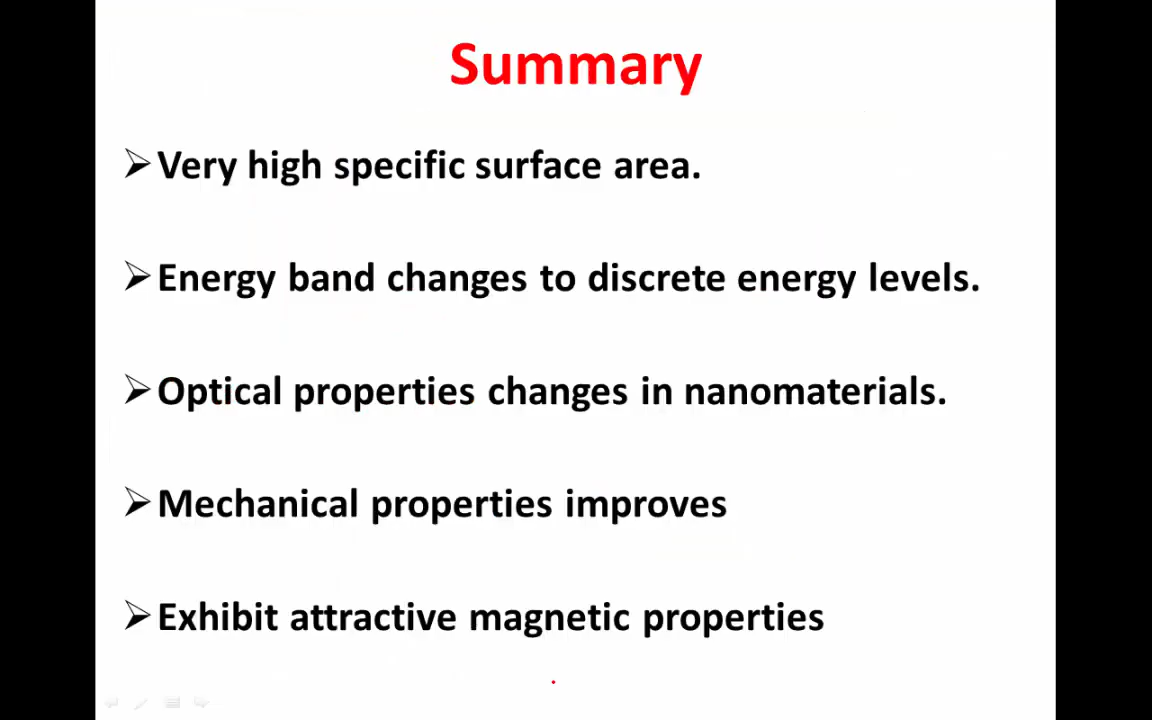 Summary
Very high specific surface area.
Energy band changes to discrete energy levels.
Optical properties changes in nanomaterials.
Mechanical properties improves
Exhibit attractive magnetic properties